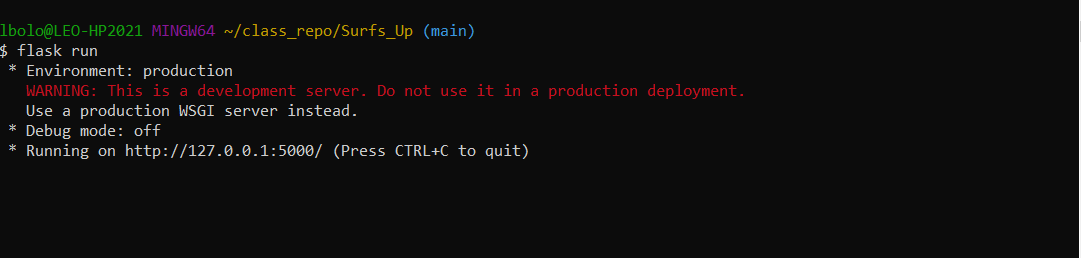 lbolo@LEO-HP2021 MINGW64 ~/class_repo/Surfs_Up (main)
$ flask run
* Environment: production
WARNING: This is a development server. Do not use it in a production deployment.
Use a production WSGI server instead.
* Debug mode: off
* Running on http://127.0.0.1:5000/ (Press CTRL+C to quit)